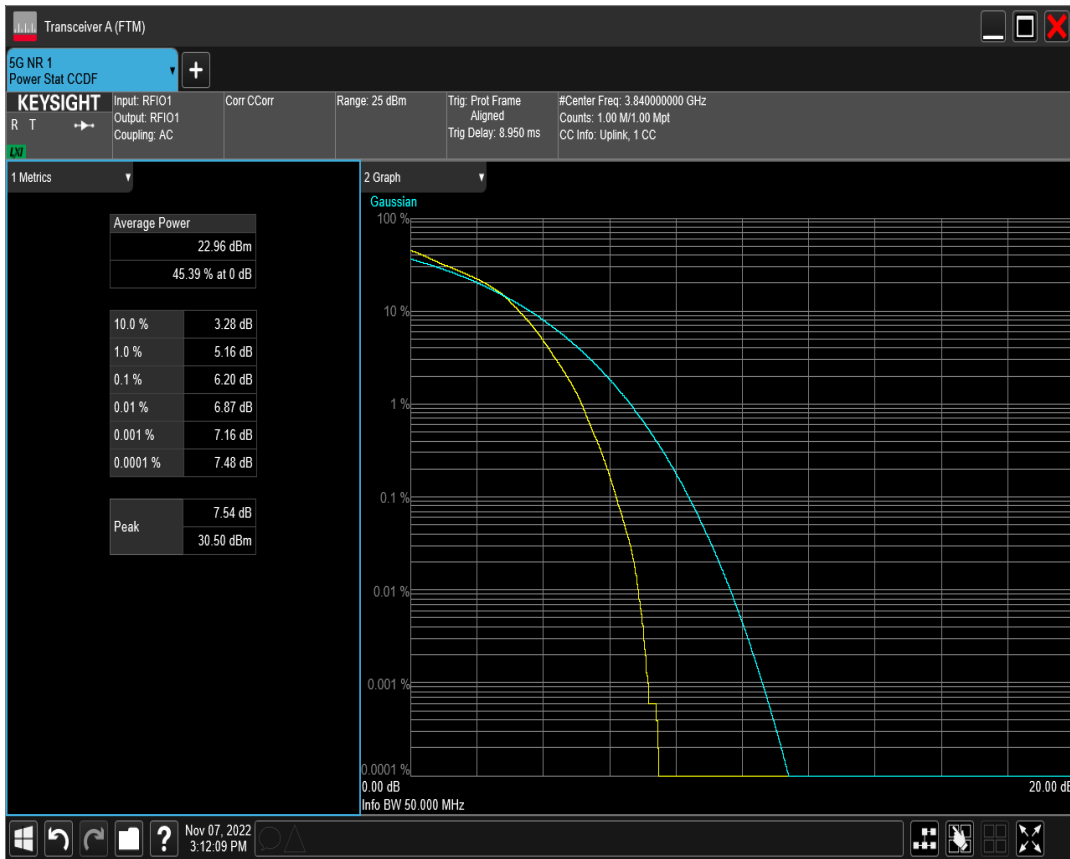 Transceiver A (FTM)
5G NR 1
Power Stat CCDF
+
KEYSIGHT
R T
LXI
Input: RFIO1
Output: RFIO1
Coupling: AC
Corr CCorr
Range: 25 dBm
Trig: Prot Frame
Aligned
Trig Delay: 8.950 ms
#Center Freq: 3.840000000 GHz
Counts: 1.00 M/1.00 Mpt
CC Info: Uplink, 1 CC
1 Metrics
Average Power
22.96 dBm
45.39 % at 0 dB
10.0 % 3.28 dB
1.0 % 5.16 dB
0.1 % 6.20 dB
0.01 % 6.87 dB
0.001 % 7.16 dB
0.0001 % 7.48 dB
Peak 7.54 dB
30.50 dBm
2 Graph
Gaussian
100 %
10 %
1 %
0.1 %
0.01 %
0.001 %
0.0001 %
0.00 dB 20.00 dB
Info BW 50.000 MHz
?
Nov 07, 2022
3:12:09 PM